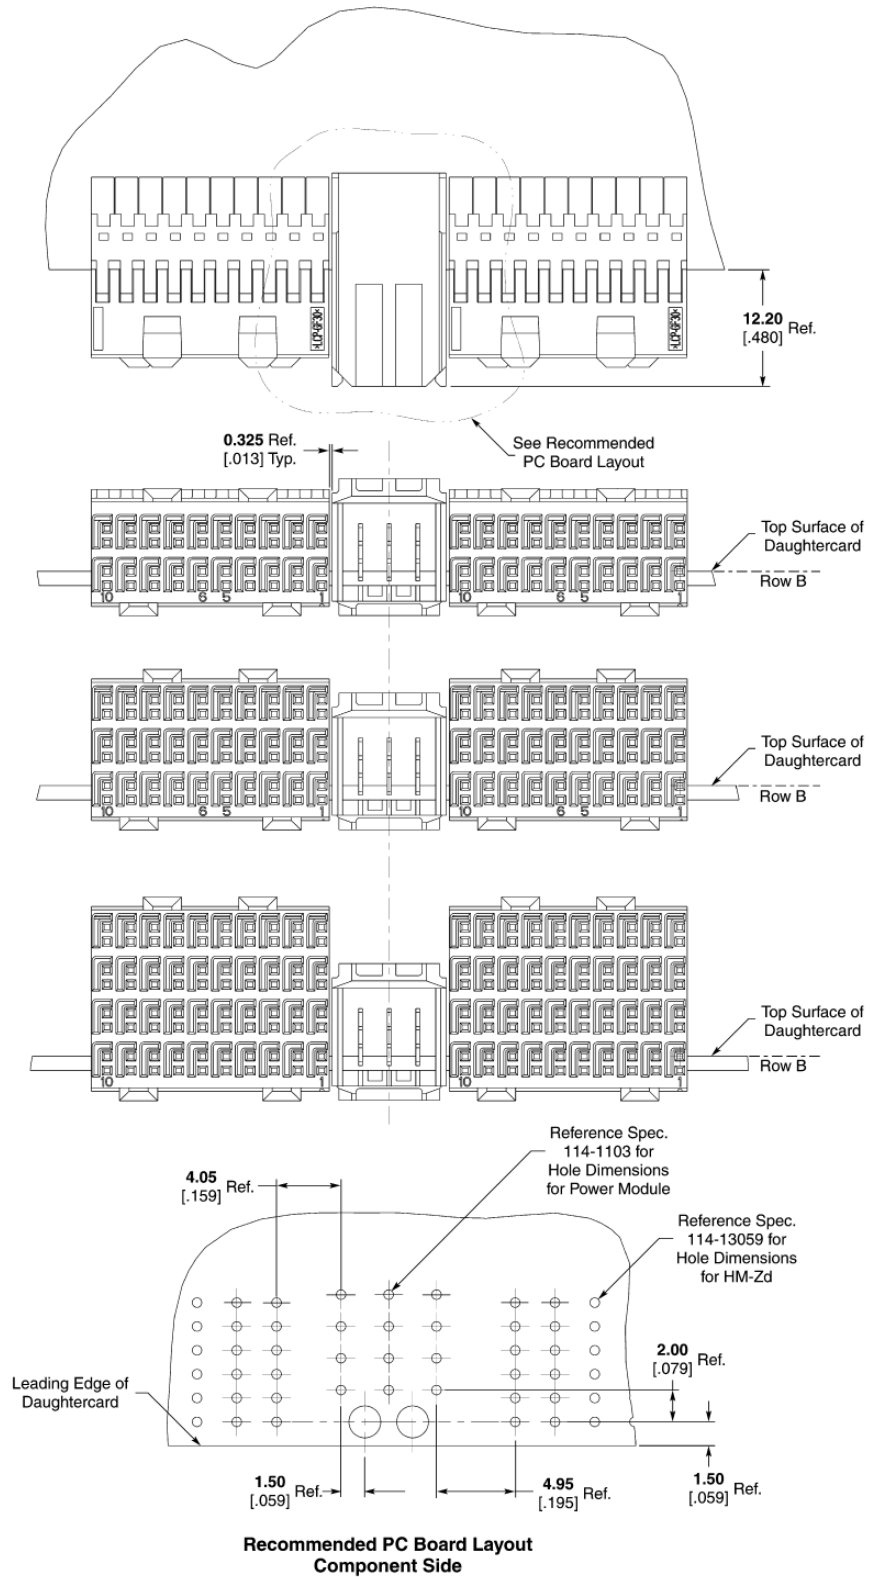 >LCP-GF30<
>LCP-GF30<
12.20
[.480]
Ref.
0.325 Ref.
[.013] Typ.
See Recommended
PC Board Layout
Top Surface of
Daughtercard
Row B
10 6 5 1
10 6 5 1
Top Surface of
Daughtercard
Row B
10 6 5 1
10 6 5 1
Top Surface of
Daughtercard
Row B
10 1
10 1
Reference Spec.
114-1103 for
Hole Dimensions
for Power Module
4.05
[.159]
Ref.
Reference Spec.
114-13059 for
Hole Dimensions
for HM-Zd
2.00
[.079]
Ref.
Leading Edge of
Daughtercard
1.50
[.059]
Ref.
4.95
[.195]
Ref.
1.50
[.059]
Ref.
Recommended PC Board Layout
Component Side